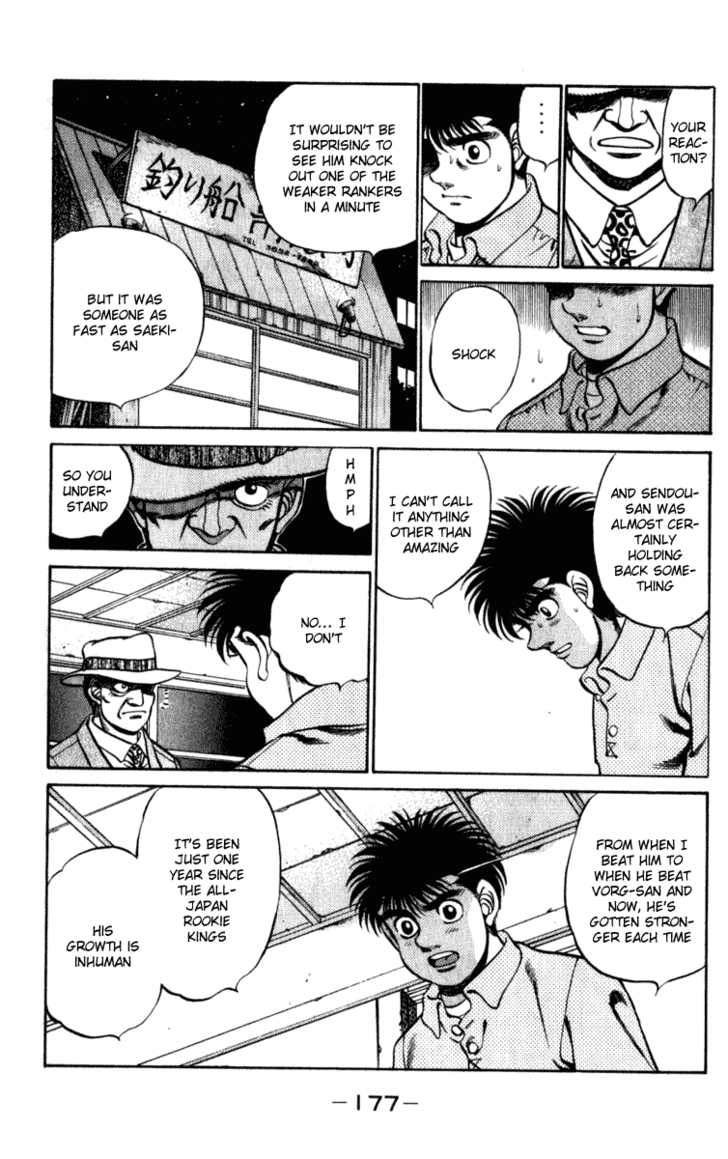 YOUR
REAC-
TION?
....
SHOCK
IT WOULDN'T BE
SURPRISING TO
SEE HIM KNOCK
OUT ONE OF THE
WEAKER RANKERS
IN A MINUTE
釣り船
TEL
BUT IT WAS
SOMEONE AS
FAST AS SAEKI-
SAN
AND SENDOU-
SAN WAS
ALMOST CER-
TAINLY
HOLDING
BACK SOME-
THING
I CAN'T CALL
IT ANYTHING
OTHER THAN
AMAZING
HMPH
SO YOU
UNDER-
STAND
NO... I
DON'T
FROM WHEN I
BEAT HIM TO
WHEN HE BEAT
VORG-SAN AND
NOW, HE'S
GOTTEN STRON-
GER EACH TIME
IT'S BEEN
JUST ONE
YEAR SINCE
THE ALL-
JAPAN
ROOKIE
KINGS
HIS
GROWTH IS
INHUMAN
-177-